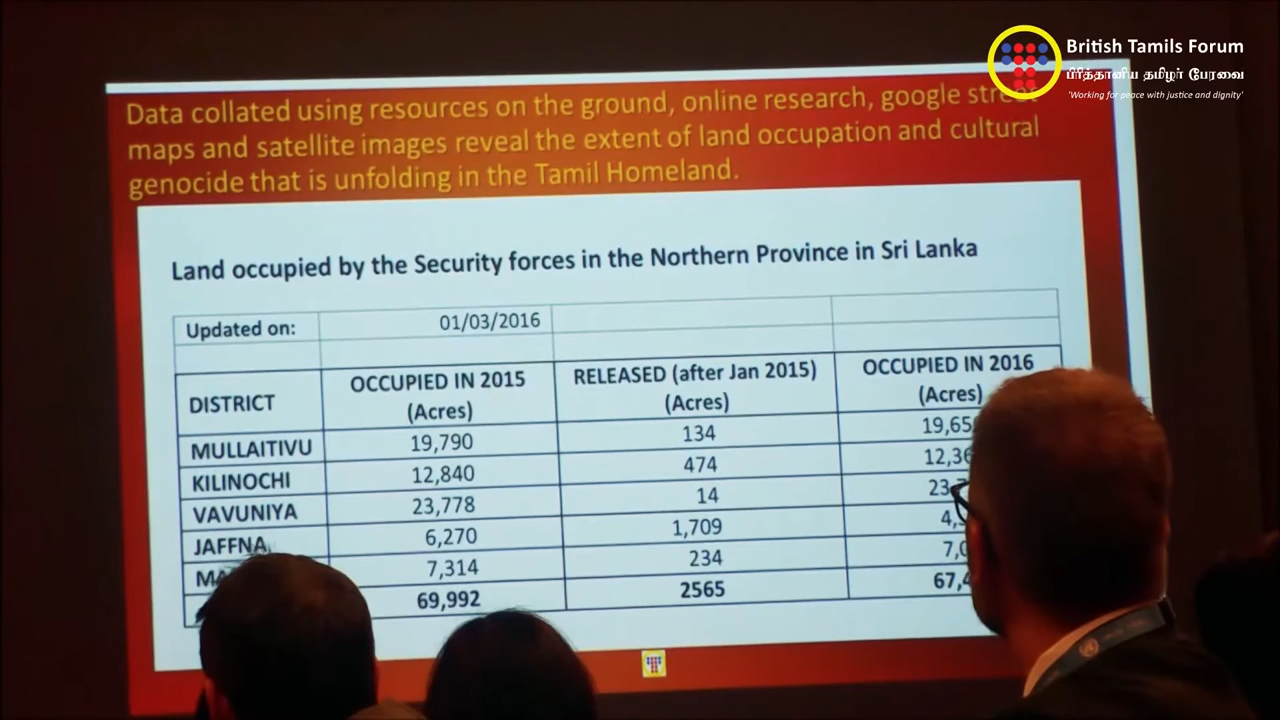 British Tamils Forum
பிரித்தானிய தமிழர் பேரவை
'Working for peace with justice and dignity'
Data collated using resources on the ground, online research, google
maps and satellite images reveal the extent of land occupation and cultural
genocide that is unfolding in the Tamil Homeland.
Land occupied by the Security forces in the Northern Province in Sri Lanka
Updated on: 01/03/2016
DISTRICT OCCUPIED IN 2015 (Acres) RELEASED (after Jan 2015) (Acres) OCCUPIED IN 2016 (Acres)
MULLAITIVU 19,790 134
KILINOCHI 12,840 474
VAVUNIYA 23,778 14
JAFFNA 6,270 1,709
7,314 234
69,992 2565